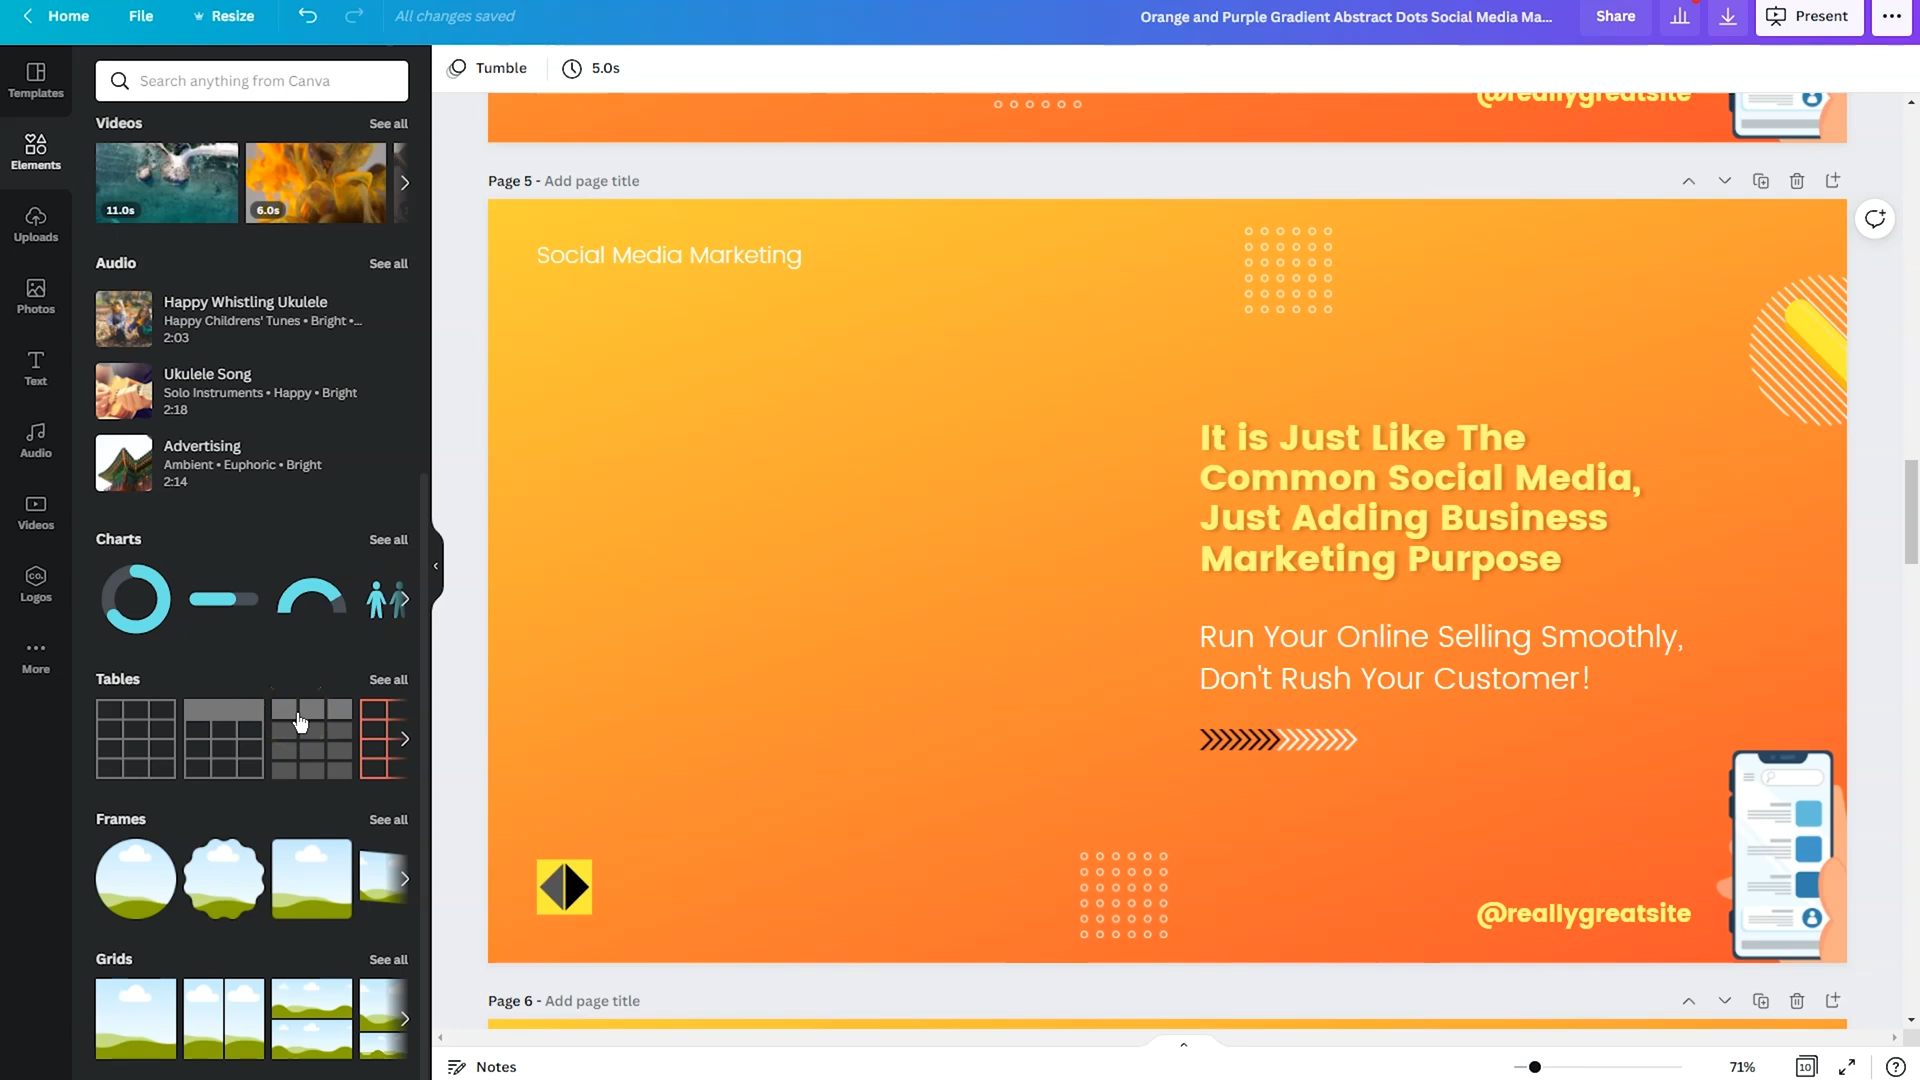 Home
File
Resize
All changes saved
Orange and Purple Gradient Abstract Dots Social Media Ma...
Share
Present
Templates
Elements
Uploads
Photos
Text
Audio
Videos
CO.
Logos
More
Search anything from Canva
Videos
See all
11.0s
6.0s
Audio
See all
Happy Whistling Ukulele
Happy Childrens' Tunes • Bright •...
2:03
Ukulele Song
Solo Instruments • Happy • Bright
2:18
Advertising
Ambient • Euphoric • Bright
2:14
Charts
See all
Tables
See all
Frames
See all
Grids
See all
Tumble
5.0s
@reallygreatsite
Page 5 - Add page title
Social Media Marketing
It is Just Like The
Common Social Media,
Just Adding Business
Marketing Purpose
Run Your Online Selling Smoothly,
Don't Rush Your Customer!
@reallygreatsite
Page 6 - Add page title
Notes
71%
10